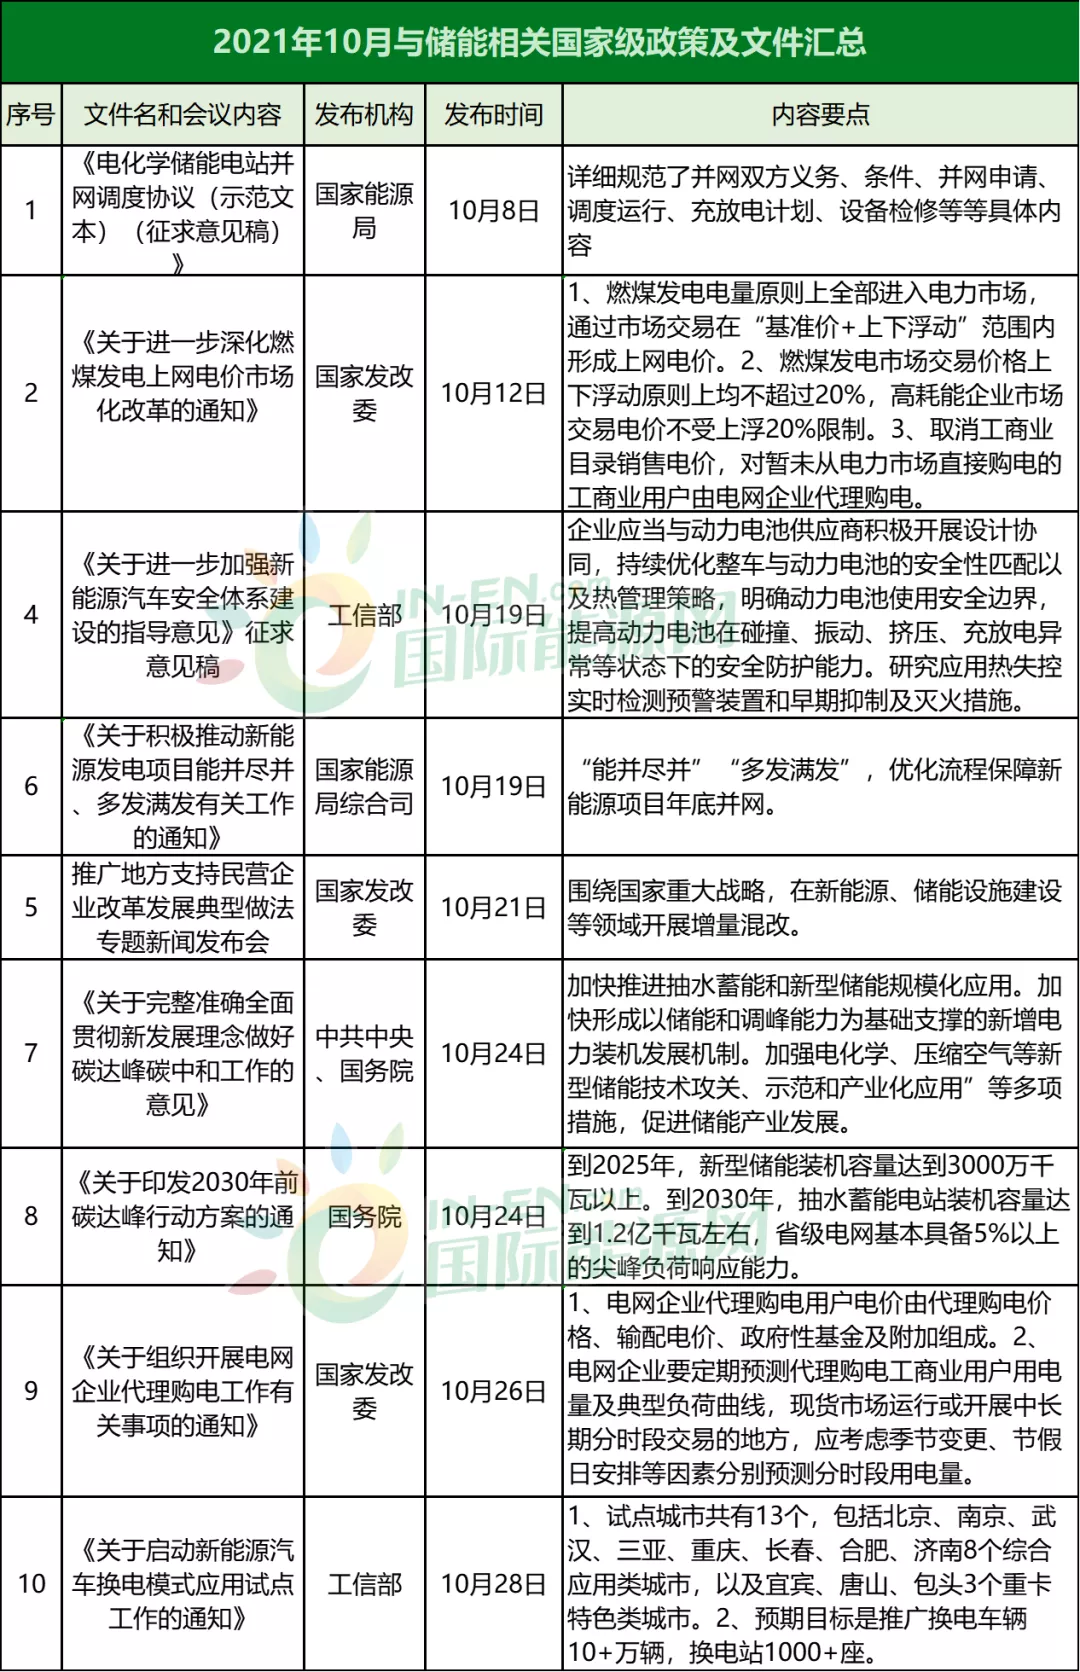 2021年10月与储能相关国家级政策及文件汇总
序号
文件名和会议内容
发布机构
发布时间
内容要点
1
《电化学储能电站并
网调度协议（示范文
本）（征求意见稿）
》
国家能源
局
10月8日
详细规范了并网双方义务、条件、并网申请、
调度运行、充放电计划、设备检修等等具体内
容
2
《关于进一步深化燃
煤发电上网电价市场
化改革的通知》
国家发改
委
10月12日
1、燃煤发电电量原则上全部进入电力市场，
通过市场交易在“基准价+上下浮动”范围内
形成上网电价。2、燃煤发电市场交易价格上
下浮动原则上均不超过20%，高耗能企业市场
交易电价不受上浮20%限制。3、取消工商业
目录销售电价，对暂未从电力市场直接购电的
工商业用户由电网企业代理购电。
4
《关于进一步加强新
能源汽车安全体系建
设的指导意见》征求
意见稿
工信部
10月19日
企业应当与动力电池供应商积极开展设计协
同，持续优化整车与动力电池的安全性匹配以
及热管理策略，明确动力电池使用安全边界，
提高动力电池在碰撞、振动、挤压、充放电异
常等状态下的安全防护能力。研究应用热失控
实时检测预警装置和早期抑制及灭火措施。
6
《关于积极推动新能
源发电项目能并尽并
、多发满发有关工作
的通知》
国家能源
局综合司
10月19日
“能并尽并”“多发满发”，优化流程保障新
能源项目年底并网。
5
推广地方支持民营企
业改革发展典型做法
专题新闻发布会
国家发改
委
10月21日
围绕国家重大战略，在新能源、储能设施建设
等领域开展增量混改。
7
《关于完整准确全面
贯彻新发展理念做好
碳达峰碳中和工作的
意见》
中共中央
、国务院
10月24日
加快推进抽水蓄能和新型储能规模化应用。加
快形成以储能和调峰能力为基础支撑的新增电
力装机发展机制。加强电化学、压缩空气等新
型储能技术攻关、示范和产业化应用”等多项
措施，促进储能产业发展。
8
《关于印发2030年前
碳达峰行动方案的通
知》
国务院
10月24日
到2025年，新型储能装机容量达到3000万千
瓦以上。到2030年，抽水蓄能电站装机容量达
到1.2亿千瓦左右，省级电网基本具备5%以上
的尖峰负荷响应能力。
9
《关于组织开展电网
企业代理购电工作有
关事项的通知》
国家发改
委
10月26日
1、电网企业代理购电用户电价由代理购电价
格、输配电价、政府性基金及附加组成。2、
电网企业要定期预测代理购电工商业用户用电
量及典型负荷曲线，现货市场运行或开展中长
期分时段交易的地方，应考虑季节变更、节假
日安排等因素分别预测分时段用电量。
10
《关于启动新能源汽
车换电模式应用试点
工作的通知》
工信部
10月28日
1、试点城市共有13个，包括北京、南京、武
汉、三亚、重庆、长春、合肥、济南8个综合
应用类城市，以及宜宾、唐山、包头3个重卡
特色类城市。2、预期目标是推广换电车辆
10+万辆，换电站1000+座。
IN-EN.com
国际能源网
IN-EN.com
国际能源网